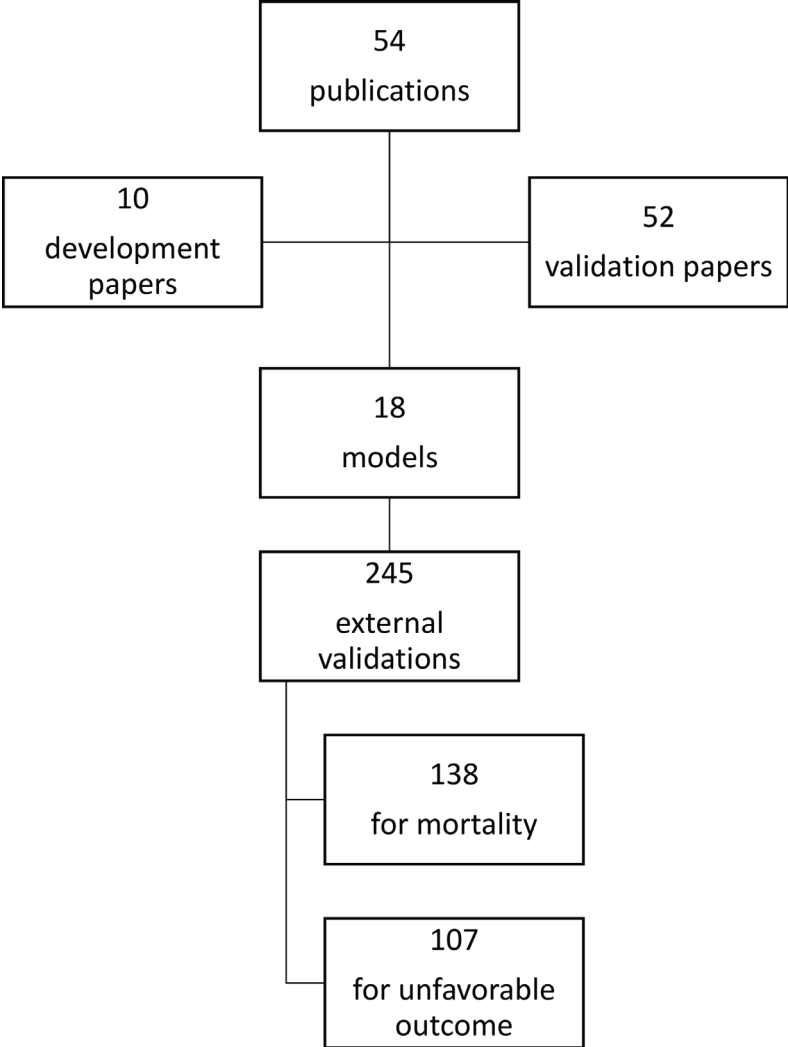 54
publications
10
development
papers
52
validation papers
18
models
245
external
validations
138
for mortality
107
for unfavorable
outcome